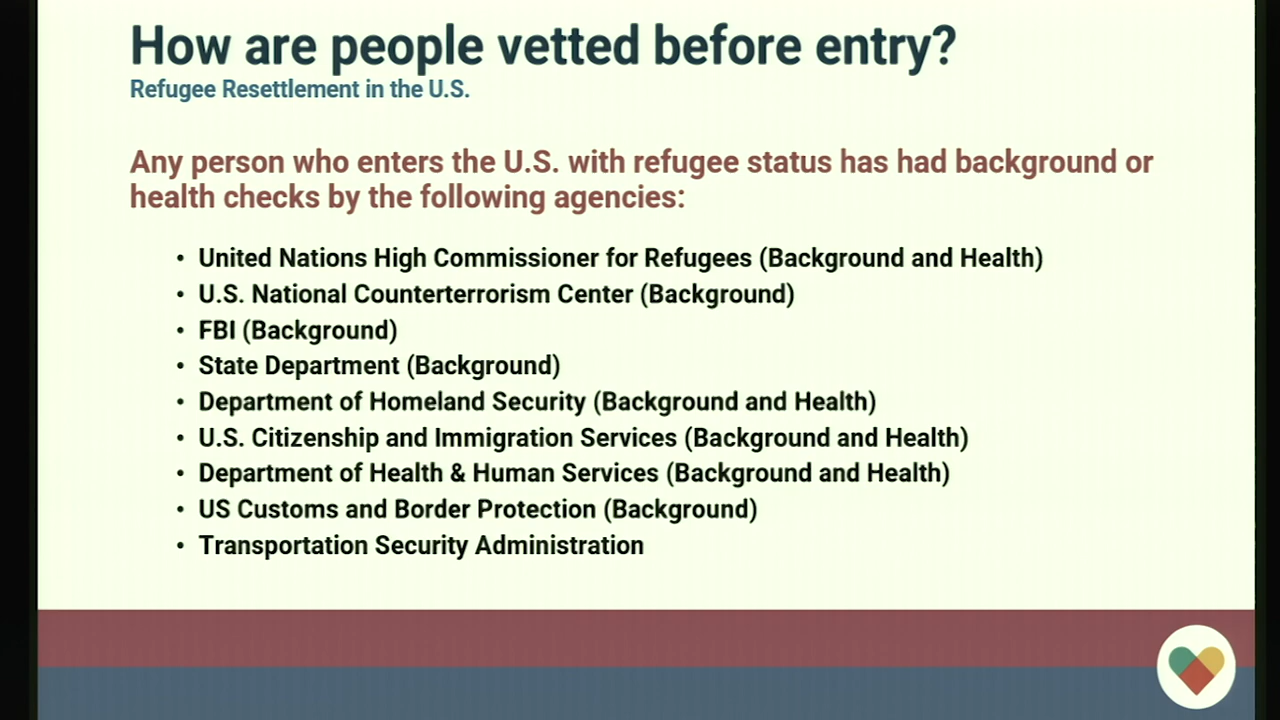 How are people vetted before entry?
Refugee Resettlement in the U.S.
Any person who enters the U.S. with refugee status has had background or
health checks by the following agencies:
• United Nations High Commissioner for Refugees (Background and Health)
• U.S. National Counterterrorism Center (Background)
• FBI (Background)
• State Department (Background)
• Department of Homeland Security (Background and Health)
• U.S. Citizenship and Immigration Services (Background and Health)
• Department of Health & Human Services (Background and Health)
• US Customs and Border Protection (Background)
• Transportation Security Administration